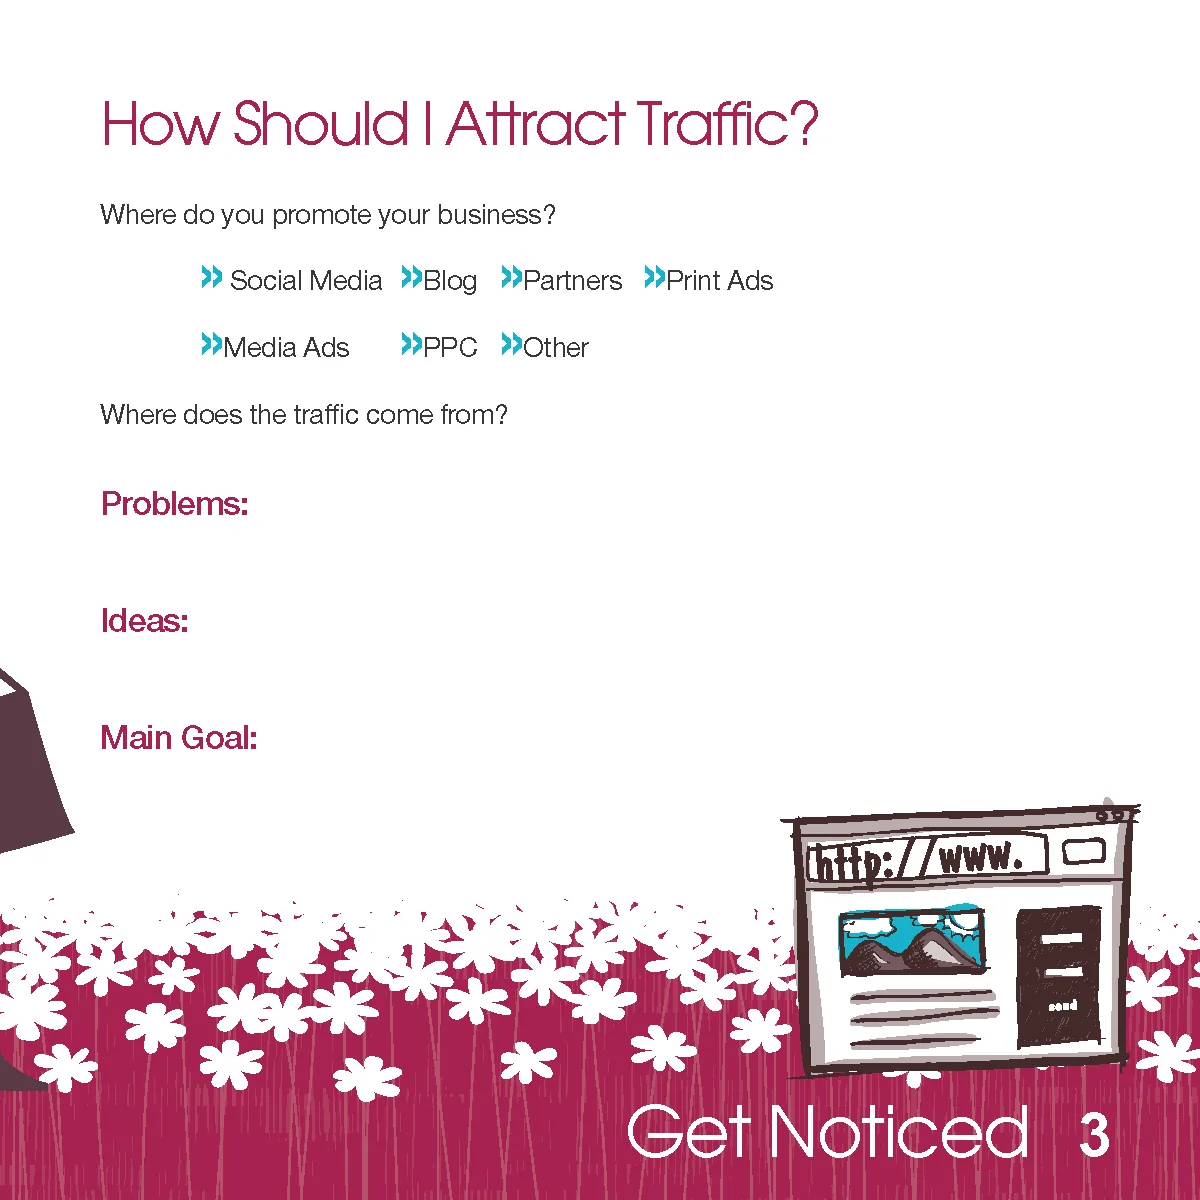 How Should I Attract Traffic?
Where do you promote your business?
» Social Media »Blog »Partners »Print Ads
»Media Ads »PPC »Other
Where does the traffic come from?
Problems:
Ideas:
Main Goal:
http://www.
send
Get Noticed 3